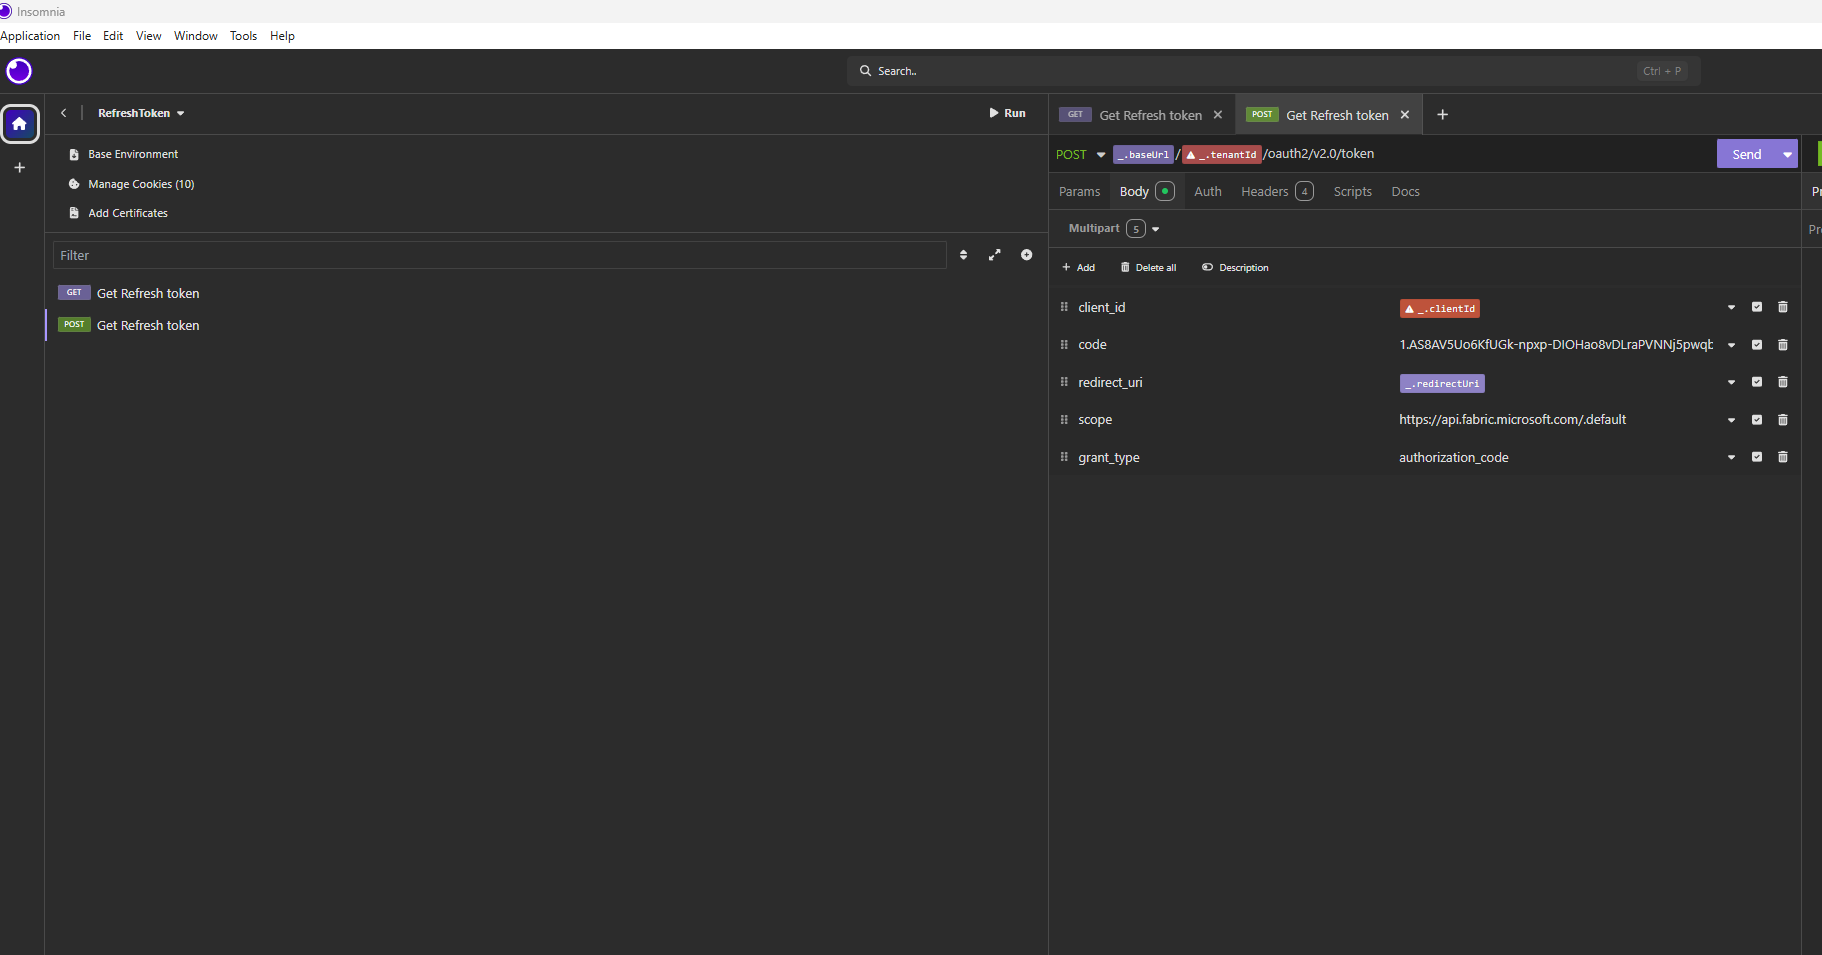 Insomnia
Application File Edit View Window Tools Help
Search.. Ctrl + P
RefreshToken
Run
Base Environment
Manage Cookies (10)
Add Certificates
Filter
GET Get Refresh token
POST Get Refresh token
GET Get Refresh token
POST Get Refresh token
POST _.baseUrl / _.tenantId /oauth2/v2.0/token
Send
Params Body Auth Headers 4 Scripts Docs
Multipart 5
Add Delete all Description
client_id _.clientId
code 1.AS8AV5Uo6KfUGk-npxp-DIOHao8vDLraPVNNj5pwqb
redirect_uri _.redirectUri
scope https://api.fabric.microsoft.com/.default
grant_type authorization_code